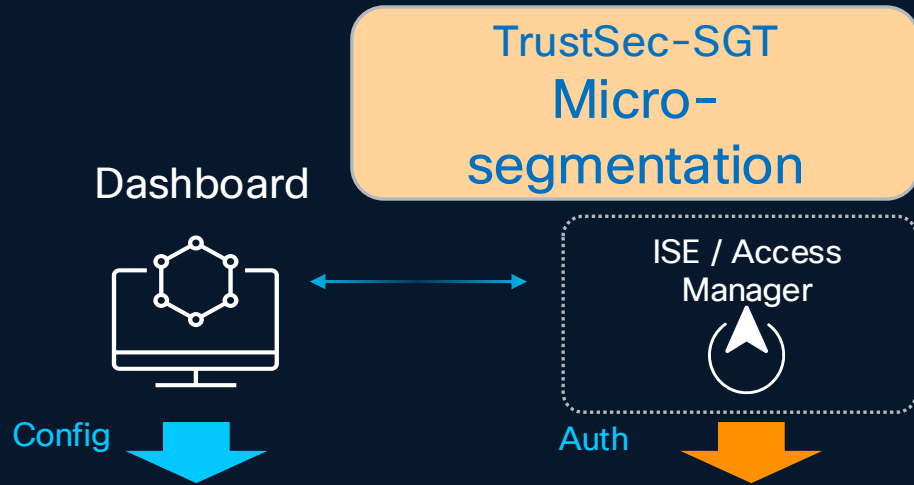 TrustSec-SGT
Micro-
segmentation
Dashboard
ISE / Access
Manager
Config
Auth